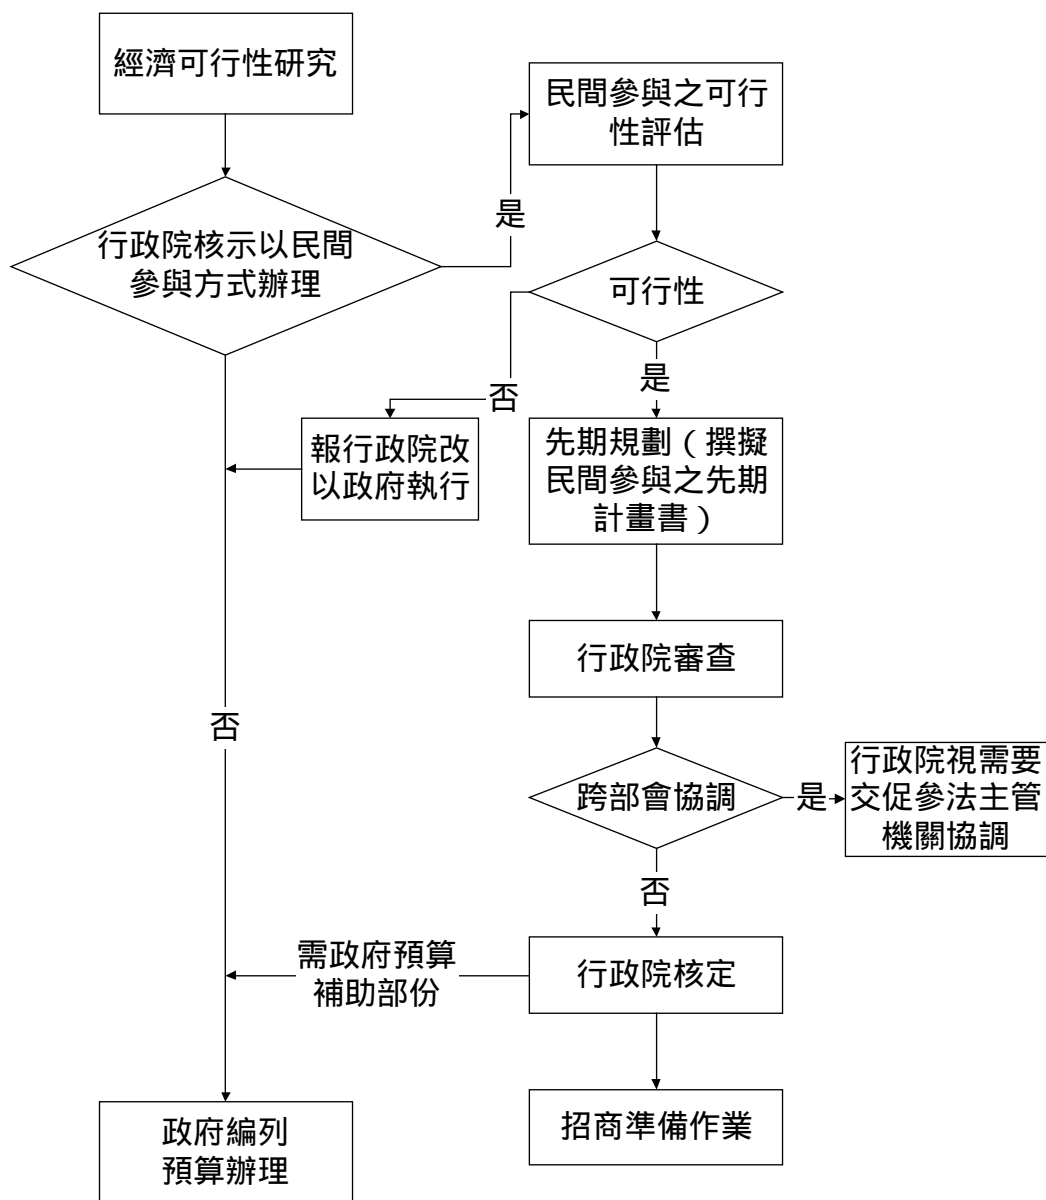 經濟可行性研究
民間參與之可行
性評估
是
行政院核示以民間
參與方式辦理
可行性
是
否
報行政院改
以政府執行
先期規劃（撰擬
民間參與之先期
計畫書）
行政院審查
否
跨部會協調
是
行政院視需要
交促參法主管
機關協調
否
需政府預算
補助部份
行政院核定
政府編列
預算辦理
招商準備作業